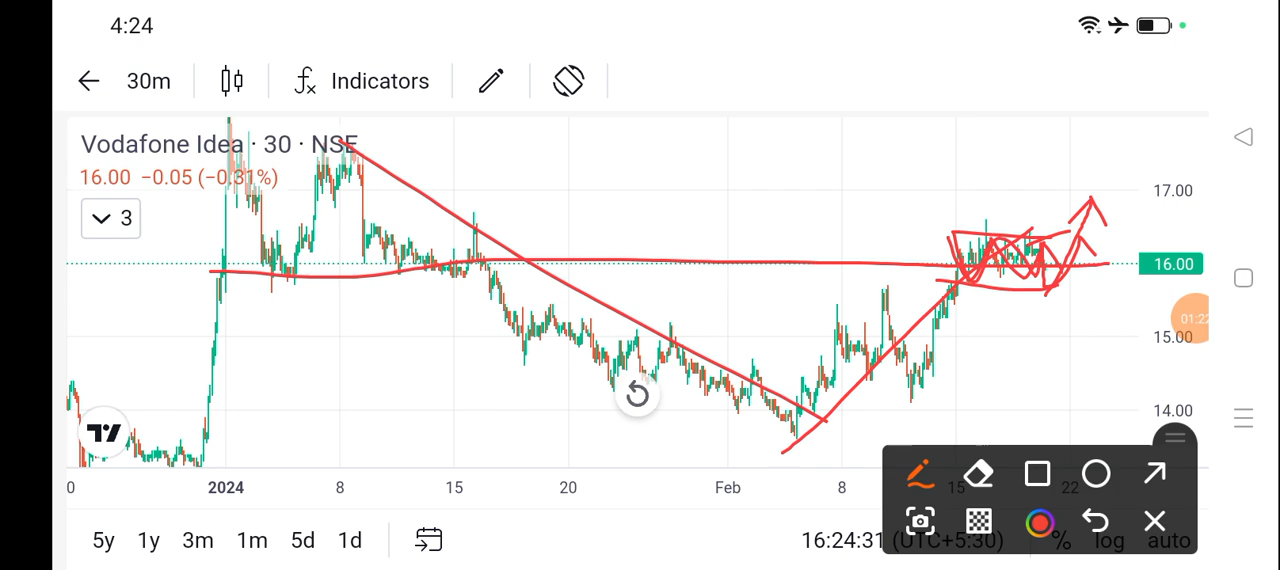 4:24
30m
Indicators
Vodafone Idea · 30 · NSE
16.00 −0.05 (−0.31%)
3
17.00
16.00
01:22
15.00
14.00
0 2024 8 15 20 Feb 8 15 22
5y 1y 3m 1m 5d 1d 16:24:31 (UTC+5:30) % log auto